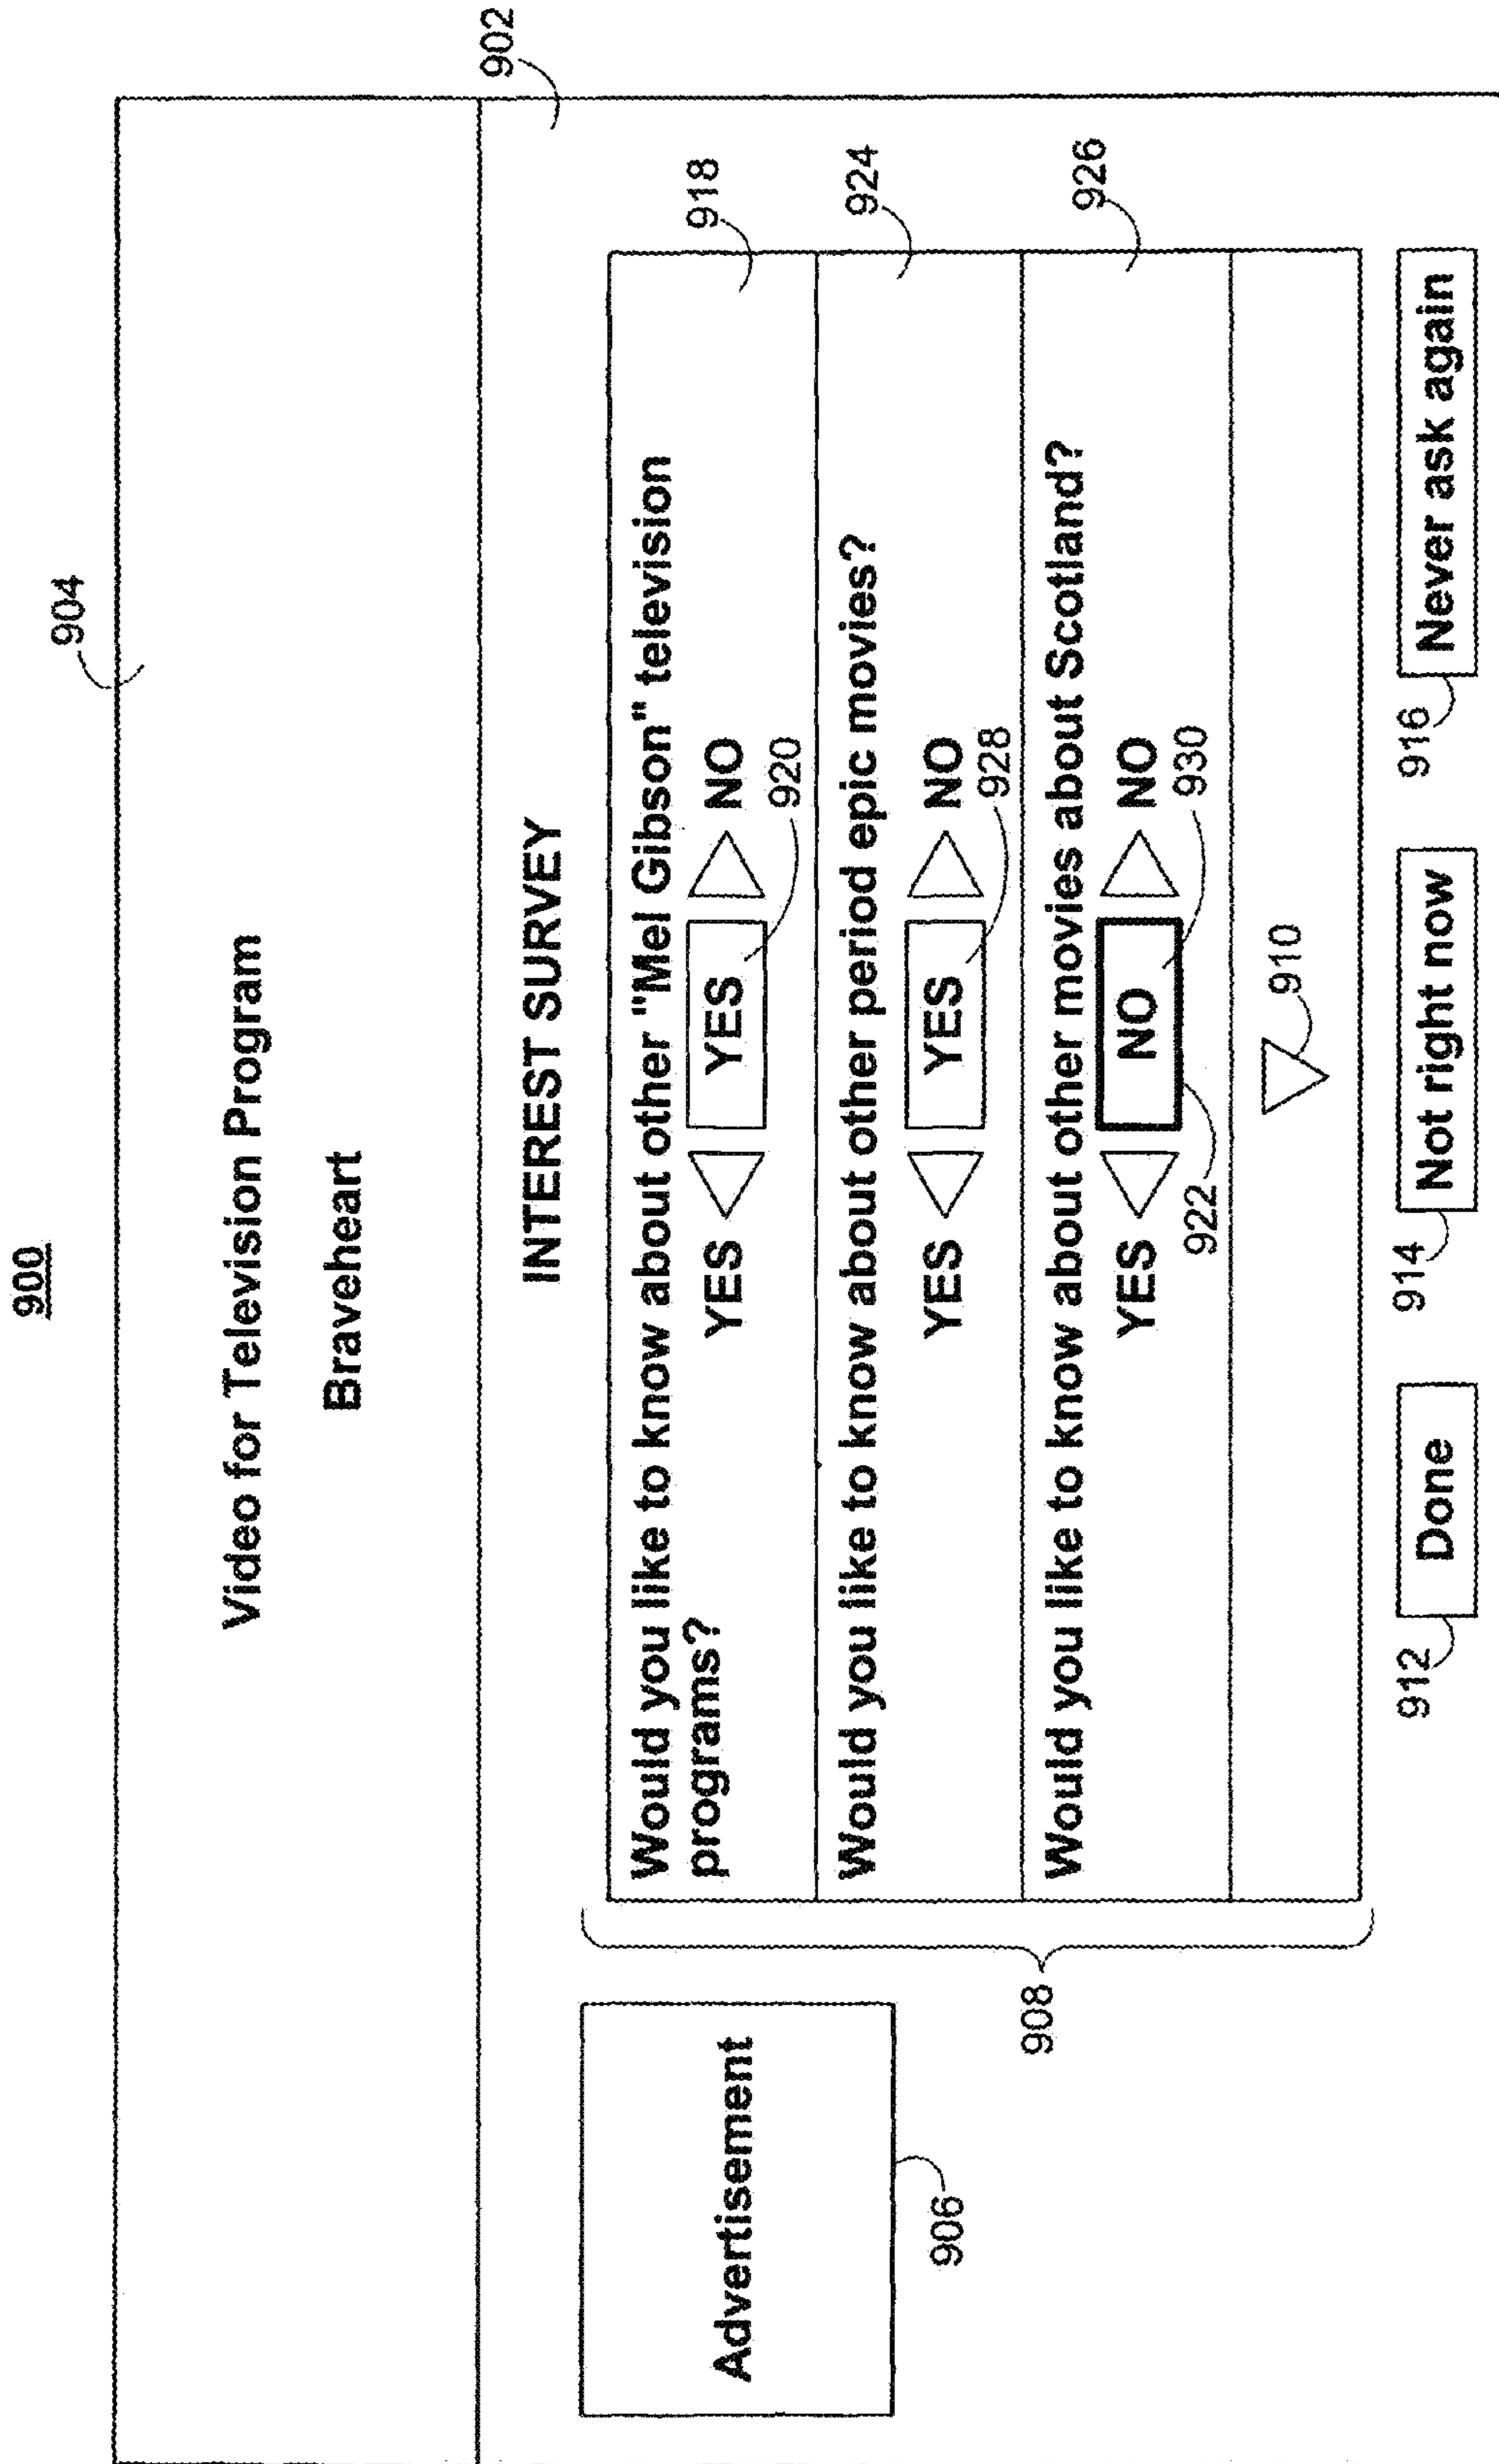 900
904
Video for Television Program
Braveheart
902
INTEREST SURVEY
Advertisement
906
908
Would you like to know about other "Mel Gibson" television
programs?
YES YES NO
918
920
Would you like to know about other period epic movies?
YES YES NO
924
928
Would you like to know about other movies about Scotland?
YES NO NO
926
922
930
910
912
Done
914
Not right now
916
Never ask again